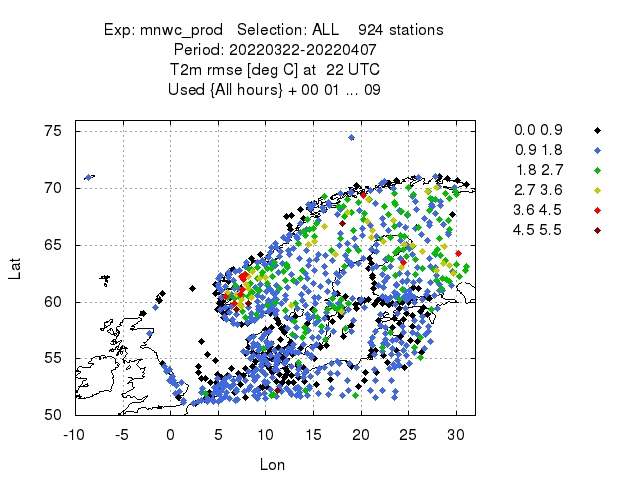 Exp: mnwc_prod Selection: ALL 924 stations
Period: 20220322-20220407
T2m rmse [deg C] at 22 UTC
Used {All hours} + 00 01 ... 09
0.0 0.9
0.9 1.8
1.8 2.7
2.7 3.6
3.6 4.5
4.5 5.5
75
70
65
60
55
50
Lat
-10 -5 0 5 10 15 20 25 30
Lon